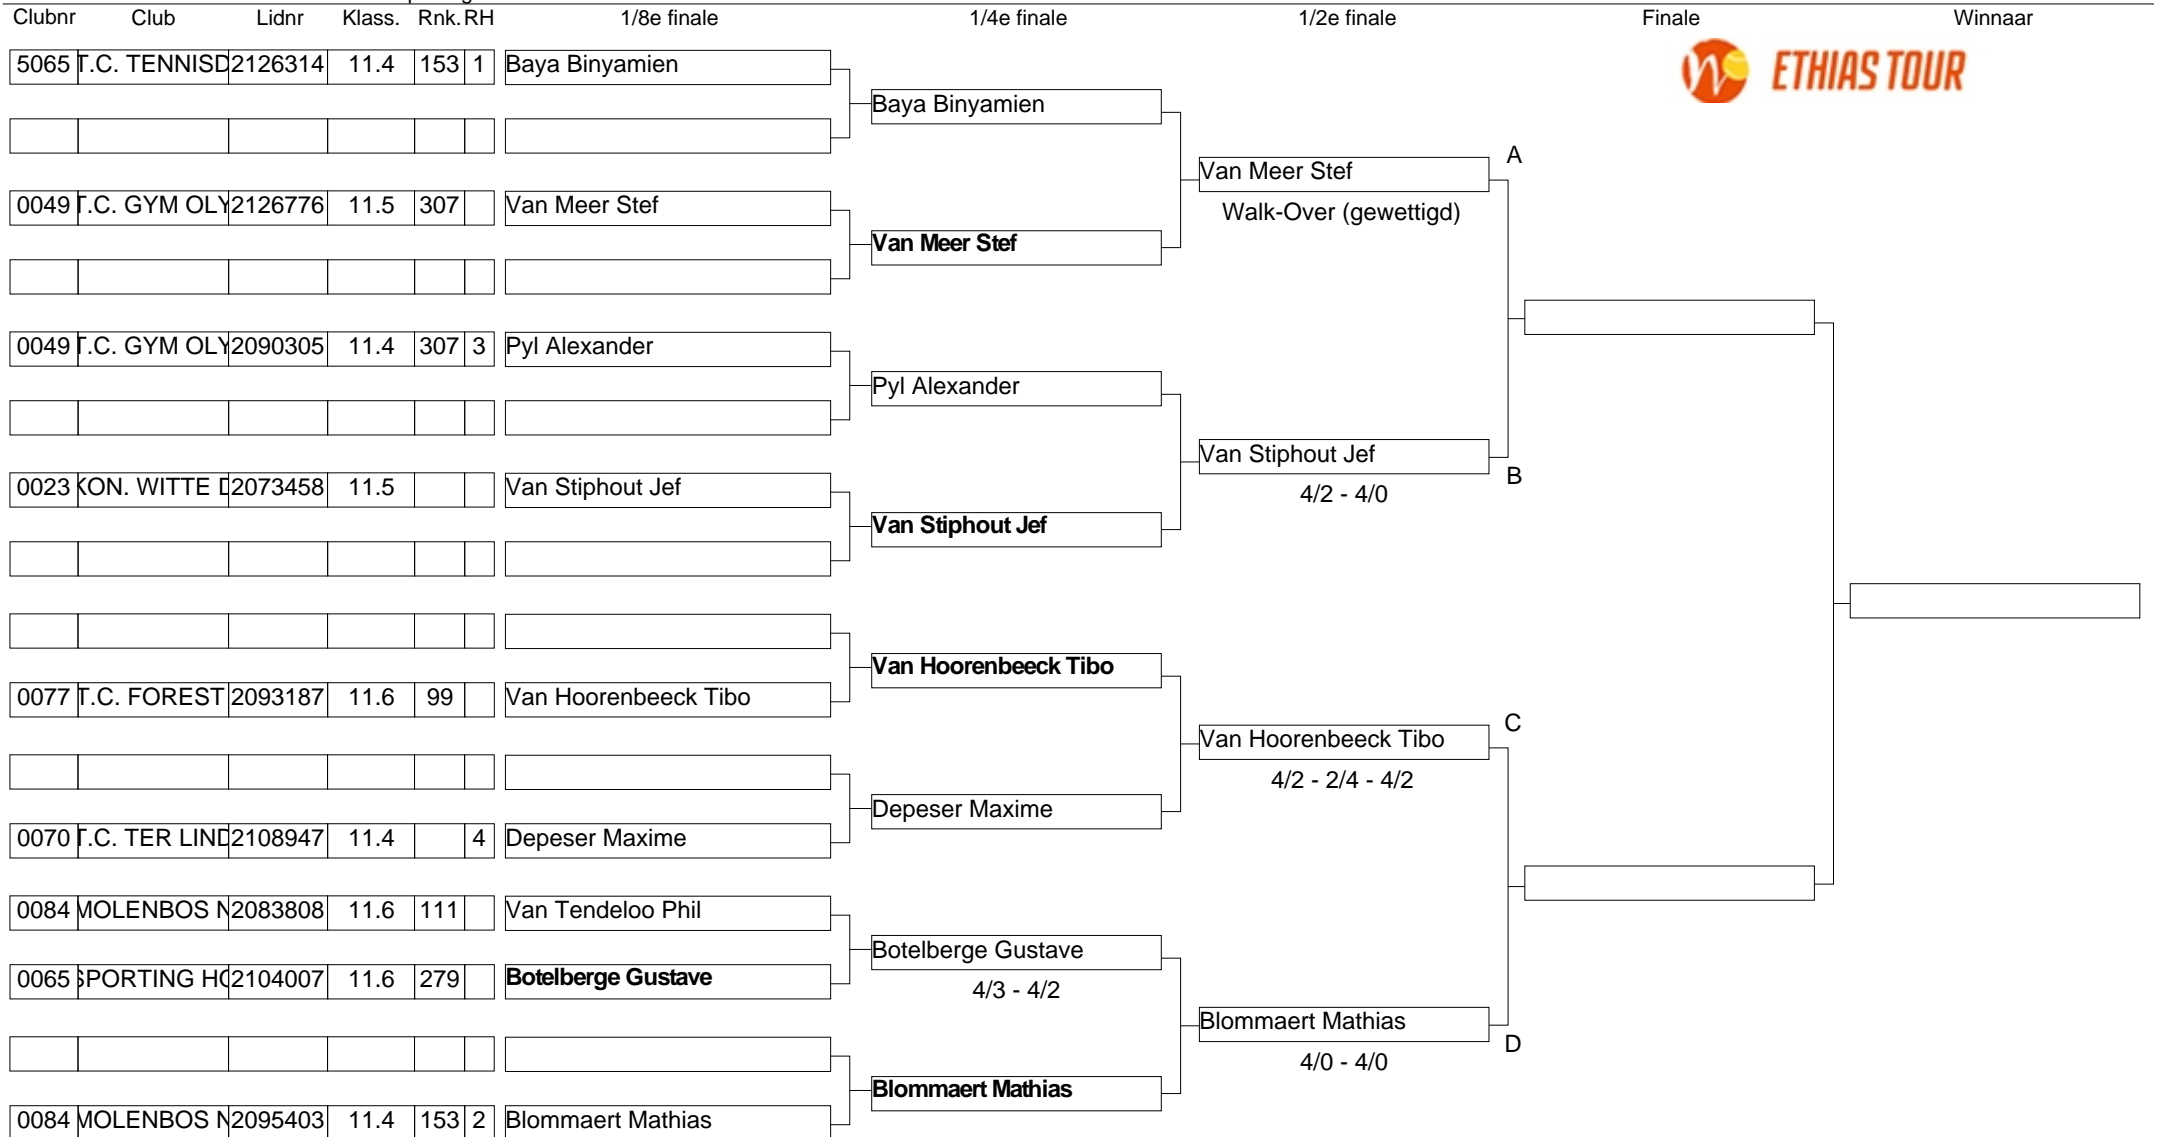 Clubnr Club Lidnr Klass. Rnk. RH 1/8e finale 1/4e finale 1/2e finale Finale Winnaar
ETHIAS TOUR
5065 T.C. TENNISD 2126314 11.4 153 1 Baya Binyamien
Baya Binyamien
A
Van Meer Stef
0049 T.C. GYM OLY 2126776 11.5 307 Van Meer Stef
Walk-Over (gewettigd)
Van Meer Stef
0049 T.C. GYM OLY 2090305 11.4 307 3 Pyl Alexander
Pyl Alexander
Van Stiphout Jef
B
0023 KON. WITTE D 2073458 11.5 Van Stiphout Jef
4/2 - 4/0
Van Stiphout Jef
Van Hoorenbeeck Tibo
0077 T.C. FOREST 2093187 11.6 99 Van Hoorenbeeck Tibo
C
Van Hoorenbeeck Tibo
4/2 - 2/4 - 4/2
Depeser Maxime
0070 T.C. TER LIND 2108947 11.4 4 Depeser Maxime
0084 MOLENBOS N 2083808 11.6 111 Van Tendeloo Phil
Botelberge Gustave
0065 SPORTING HO 2104007 11.6 279 Botelberge Gustave
4/3 - 4/2
Blommaert Mathias
D
4/0 - 4/0
Blommaert Mathias
0084 MOLENBOS N 2095403 11.4 153 2 Blommaert Mathias